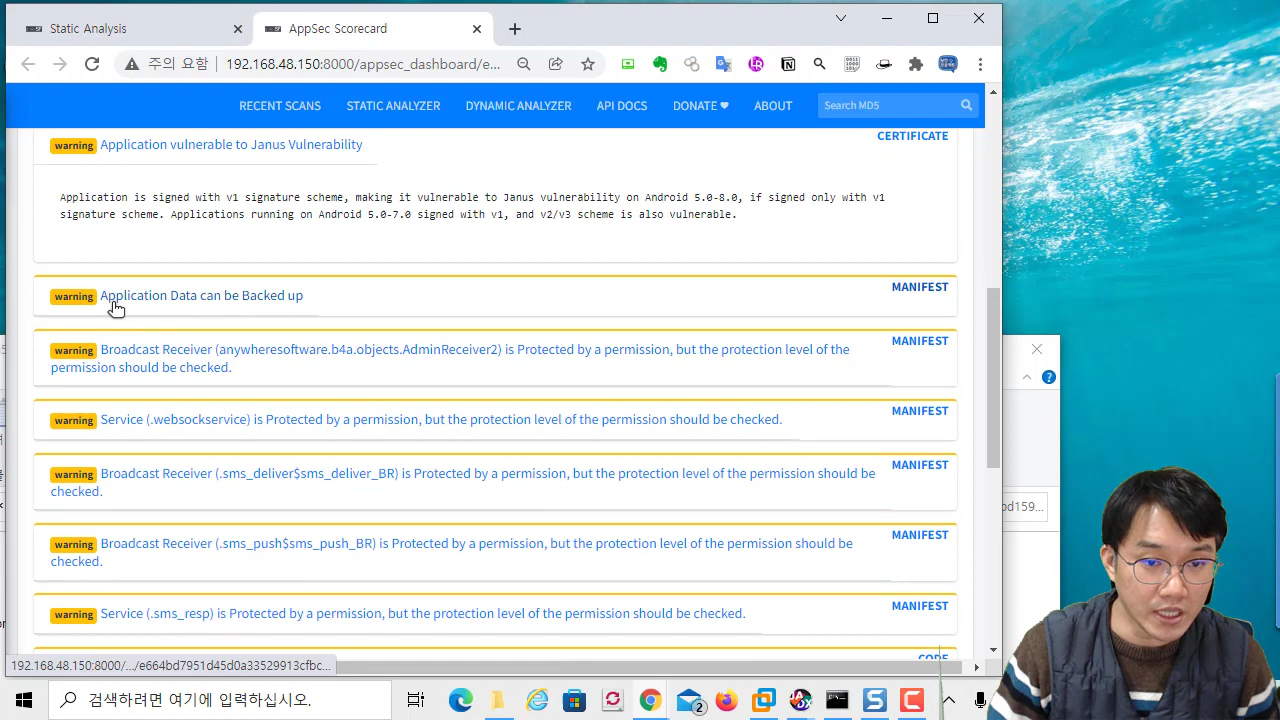 Static Analysis
AppSec Scorecard
주의 요함
192.168.48.150:8000/appsec_dashboard/e...
RECENT SCANS
STATIC ANALYZER
DYNAMIC ANALYZER
API DOCS
DONATE
ABOUT
Search MD5
warning Application vulnerable to Janus Vulnerability
CERTIFICATE
Application is signed with v1 signature scheme, making it vulnerable to Janus vulnerability on Android 5.0-8.0, if signed only with v1
signature scheme. Applications running on Android 5.0-7.0 signed with v1, and v2/v3 scheme is also vulnerable.
warning Application Data can be Backed up
MANIFEST
warning Broadcast Receiver (anywheresoftware.b4a.objects.AdminReceiver2) is Protected by a permission, but the protection level of the
permission should be checked.
MANIFEST
warning Service (.websockservice) is Protected by a permission, but the protection level of the permission should be checked.
MANIFEST
warning Broadcast Receiver (.sms_deliver$sms_deliver_BR) is Protected by a permission, but the protection level of the permission should be
checked.
MANIFEST
warning Broadcast Receiver (.sms_push$sms_push_BR) is Protected by a permission, but the protection level of the permission should be
checked.
MANIFEST
warning Service (.sms_resp) is Protected by a permission, but the protection level of the permission should be checked.
MANIFEST
CODE
192.168.48.150:8000/.../e664bd7951d45d0833529913cfbc...
검색하려면 여기에 입력하십시오.
2